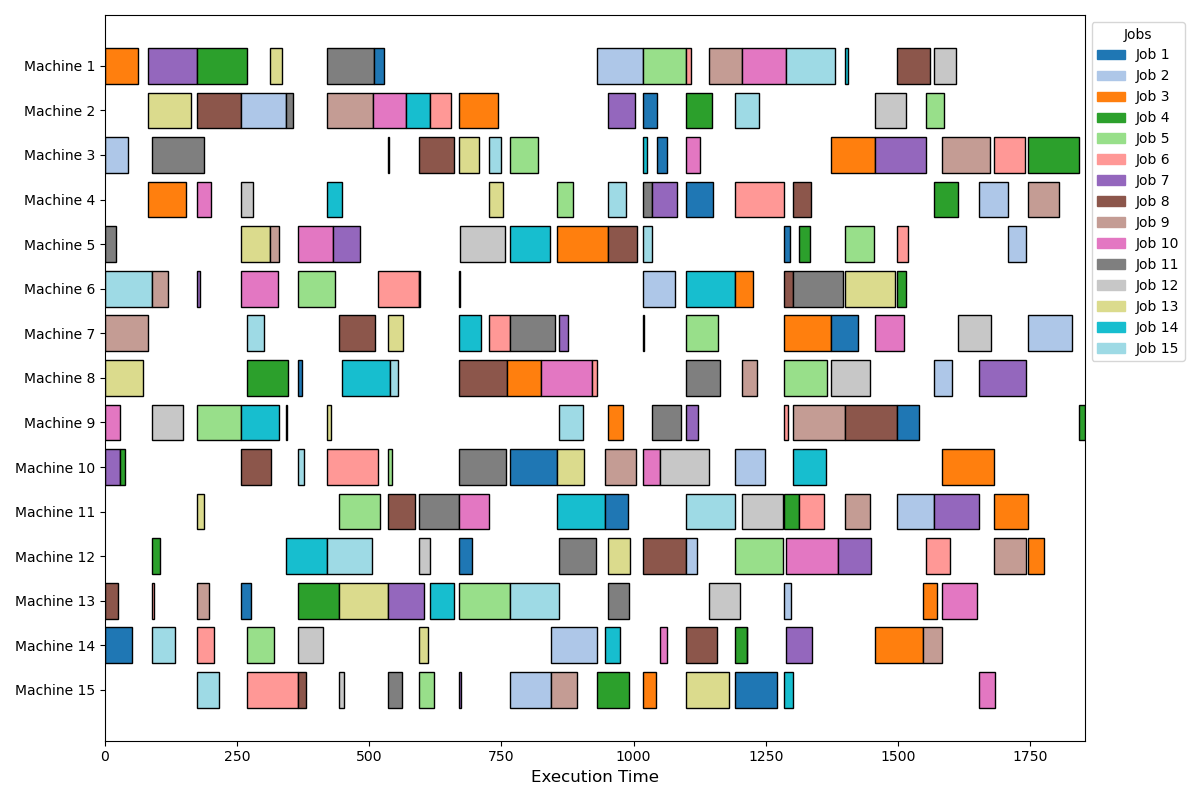 Machine 1
Machine 2
Machine 3
Machine 4
Machine 5
Machine 6
Machine 7
Machine 8
Machine 9
Machine 10
Machine 11
Machine 12
Machine 13
Machine 14
Machine 15
0 250 500 750 1000 1250 1500 1750
Execution Time
Jobs
Job 1
Job 2
Job 3
Job 4
Job 5
Job 6
Job 7
Job 8
Job 9
Job 10
Job 11
Job 12
Job 13
Job 14
Job 15